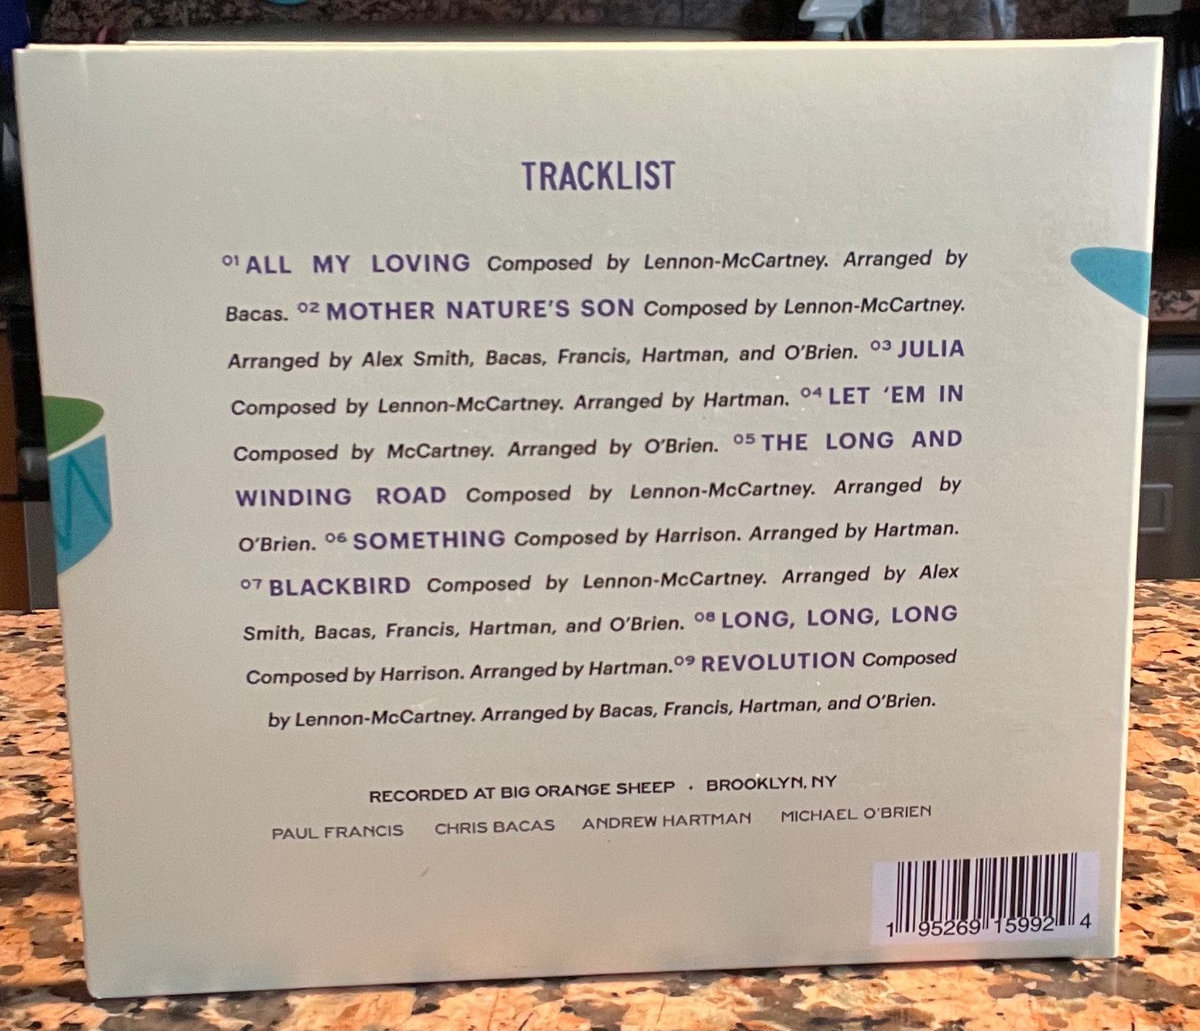 TRACKLIST
01 ALL MY LOVING Composed by Lennon-McCartney. Arranged by
Bacas. 02 MOTHER NATURE'S SON Composed by Lennon-McCartney.
Arranged by Alex Smith, Bacas, Francis, Hartman, and O'Brien. 03 JULIA
Composed by Lennon-McCartney. Arranged by Hartman. 04 LET 'EM IN
Composed by McCartney. Arranged by O'Brien. 05 THE LONG AND
WINDING ROAD Composed by Lennon-McCartney. Arranged by
O'Brien. 06 SOMETHING Composed by Harrison. Arranged by Hartman.
07 BLACKBIRD Composed by Lennon-McCartney. Arranged by Alex
Smith, Bacas, Francis, Hartman, and O'Brien. 08 LONG, LONG, LONG
Composed by Harrison. Arranged by Hartman.09 REVOLUTION Composed
by Lennon-McCartney. Arranged by Bacas, Francis, Hartman, and O'Brien.
RECORDED AT BIG ORANGE SHEEP · BROOKLYN, NY
PAUL FRANCIS CHRIS BACAS ANDREW HARTMAN MICHAEL O'BRIEN
1 95269 15992 4